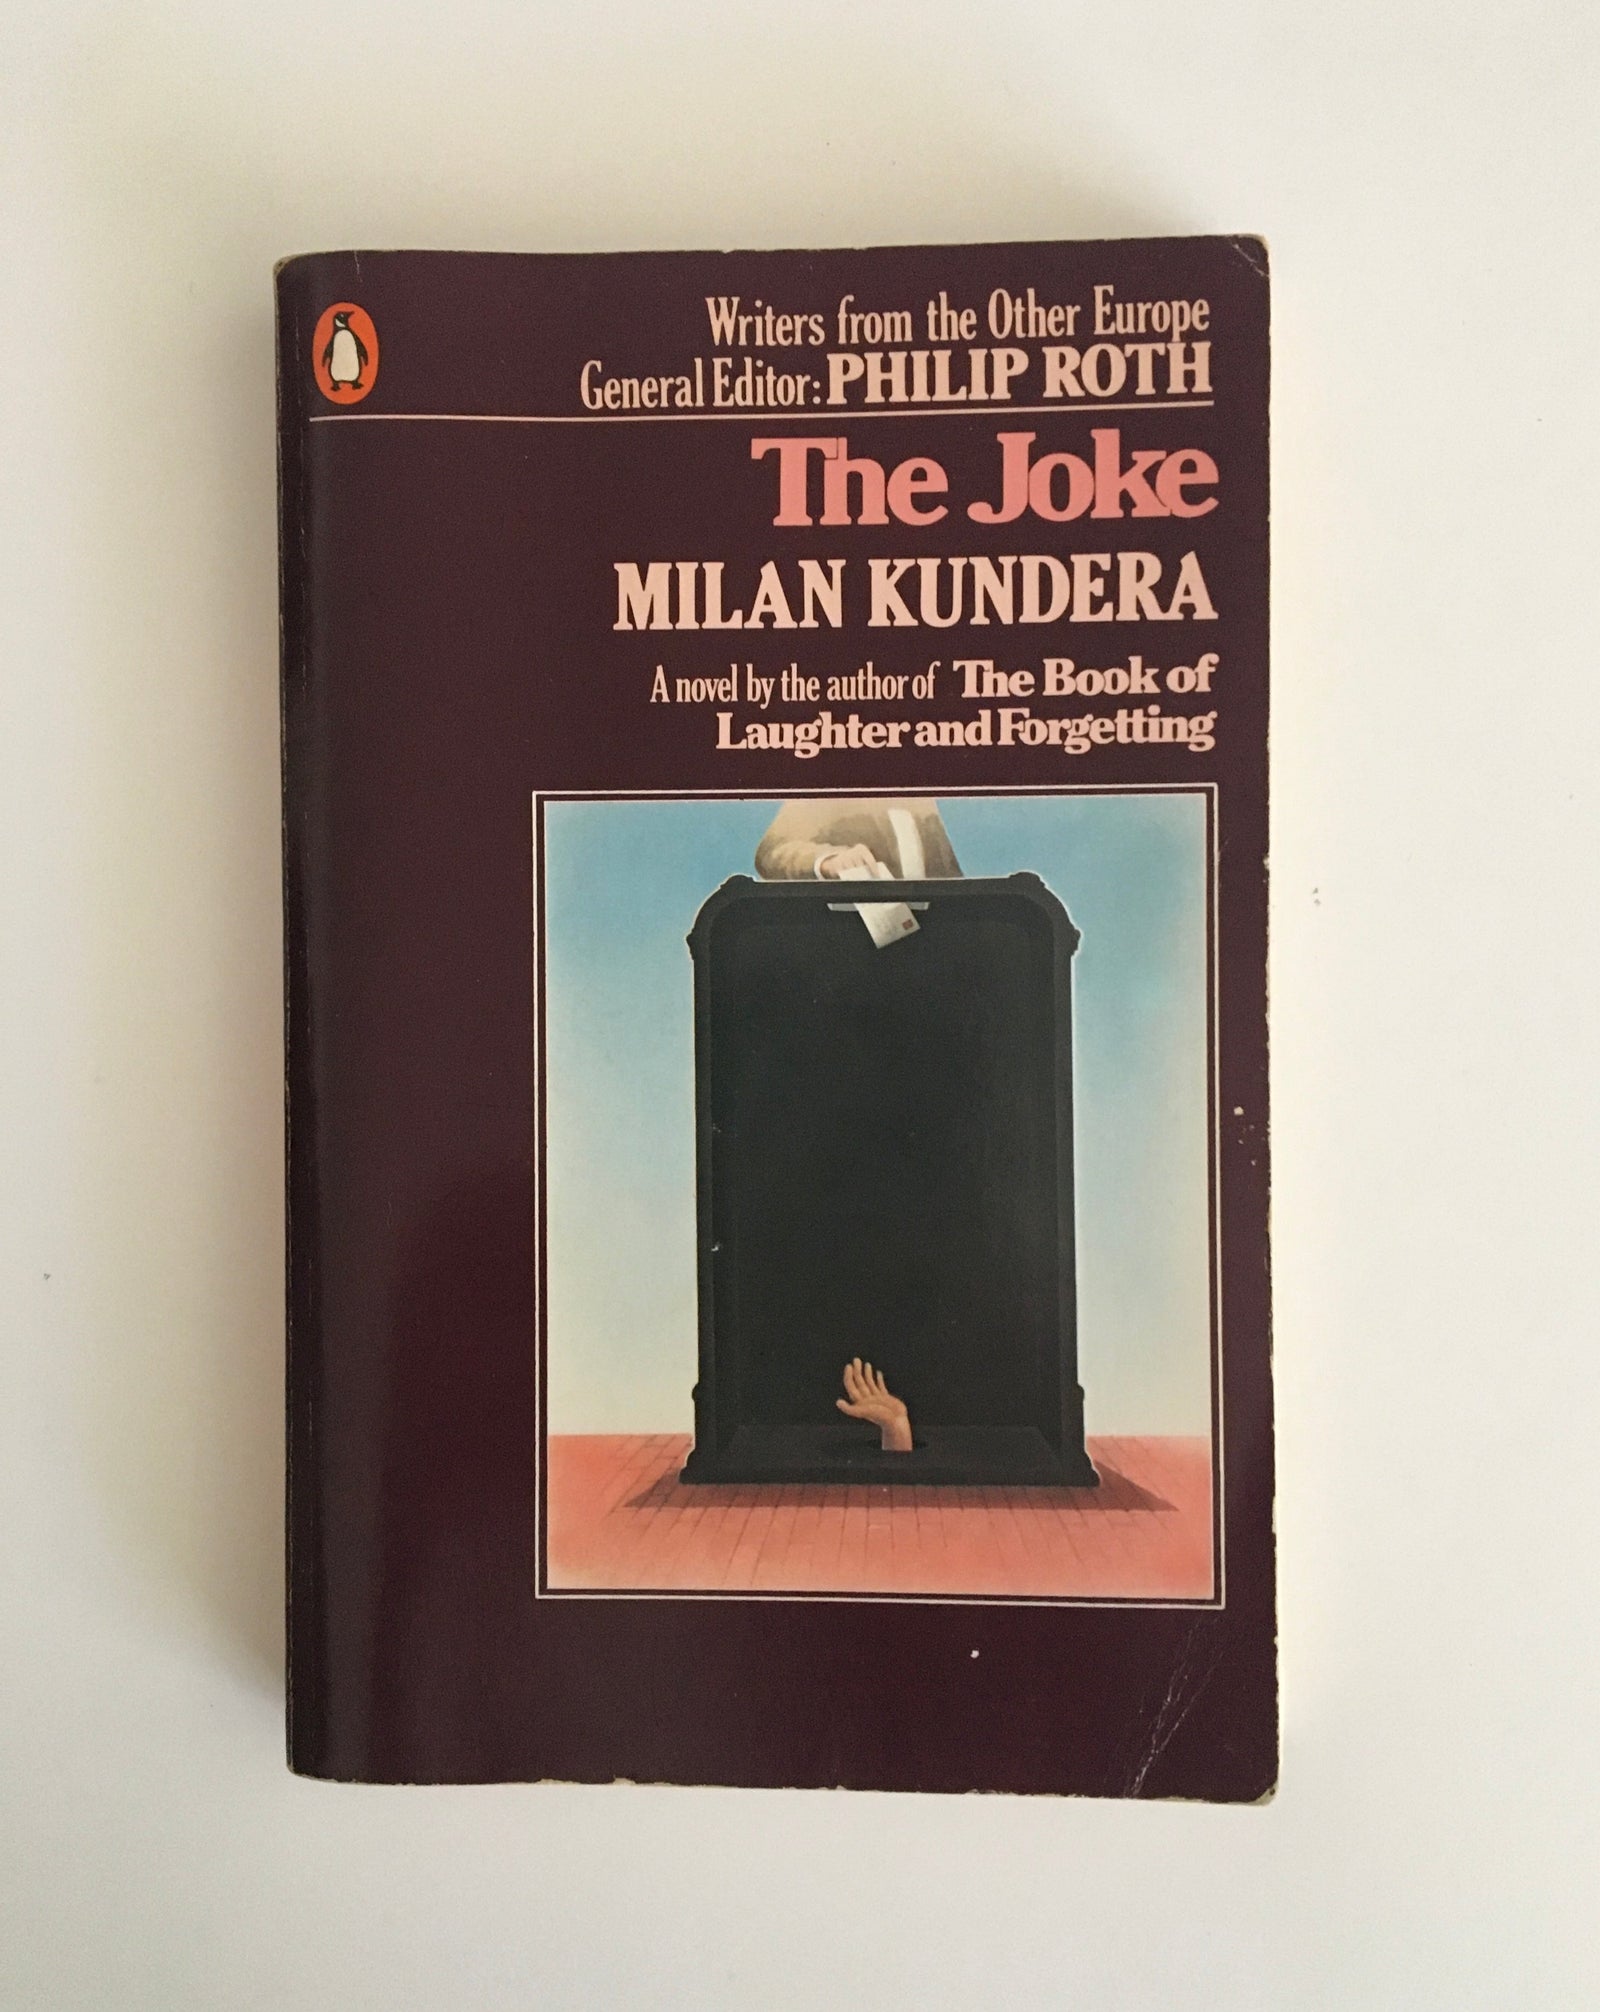 Writers from the Other Europe
General Editor: PHILIP ROTH
The Joke
MILAN KUNDERA
A novel by the author of The Book of
Laughter and Forgetting